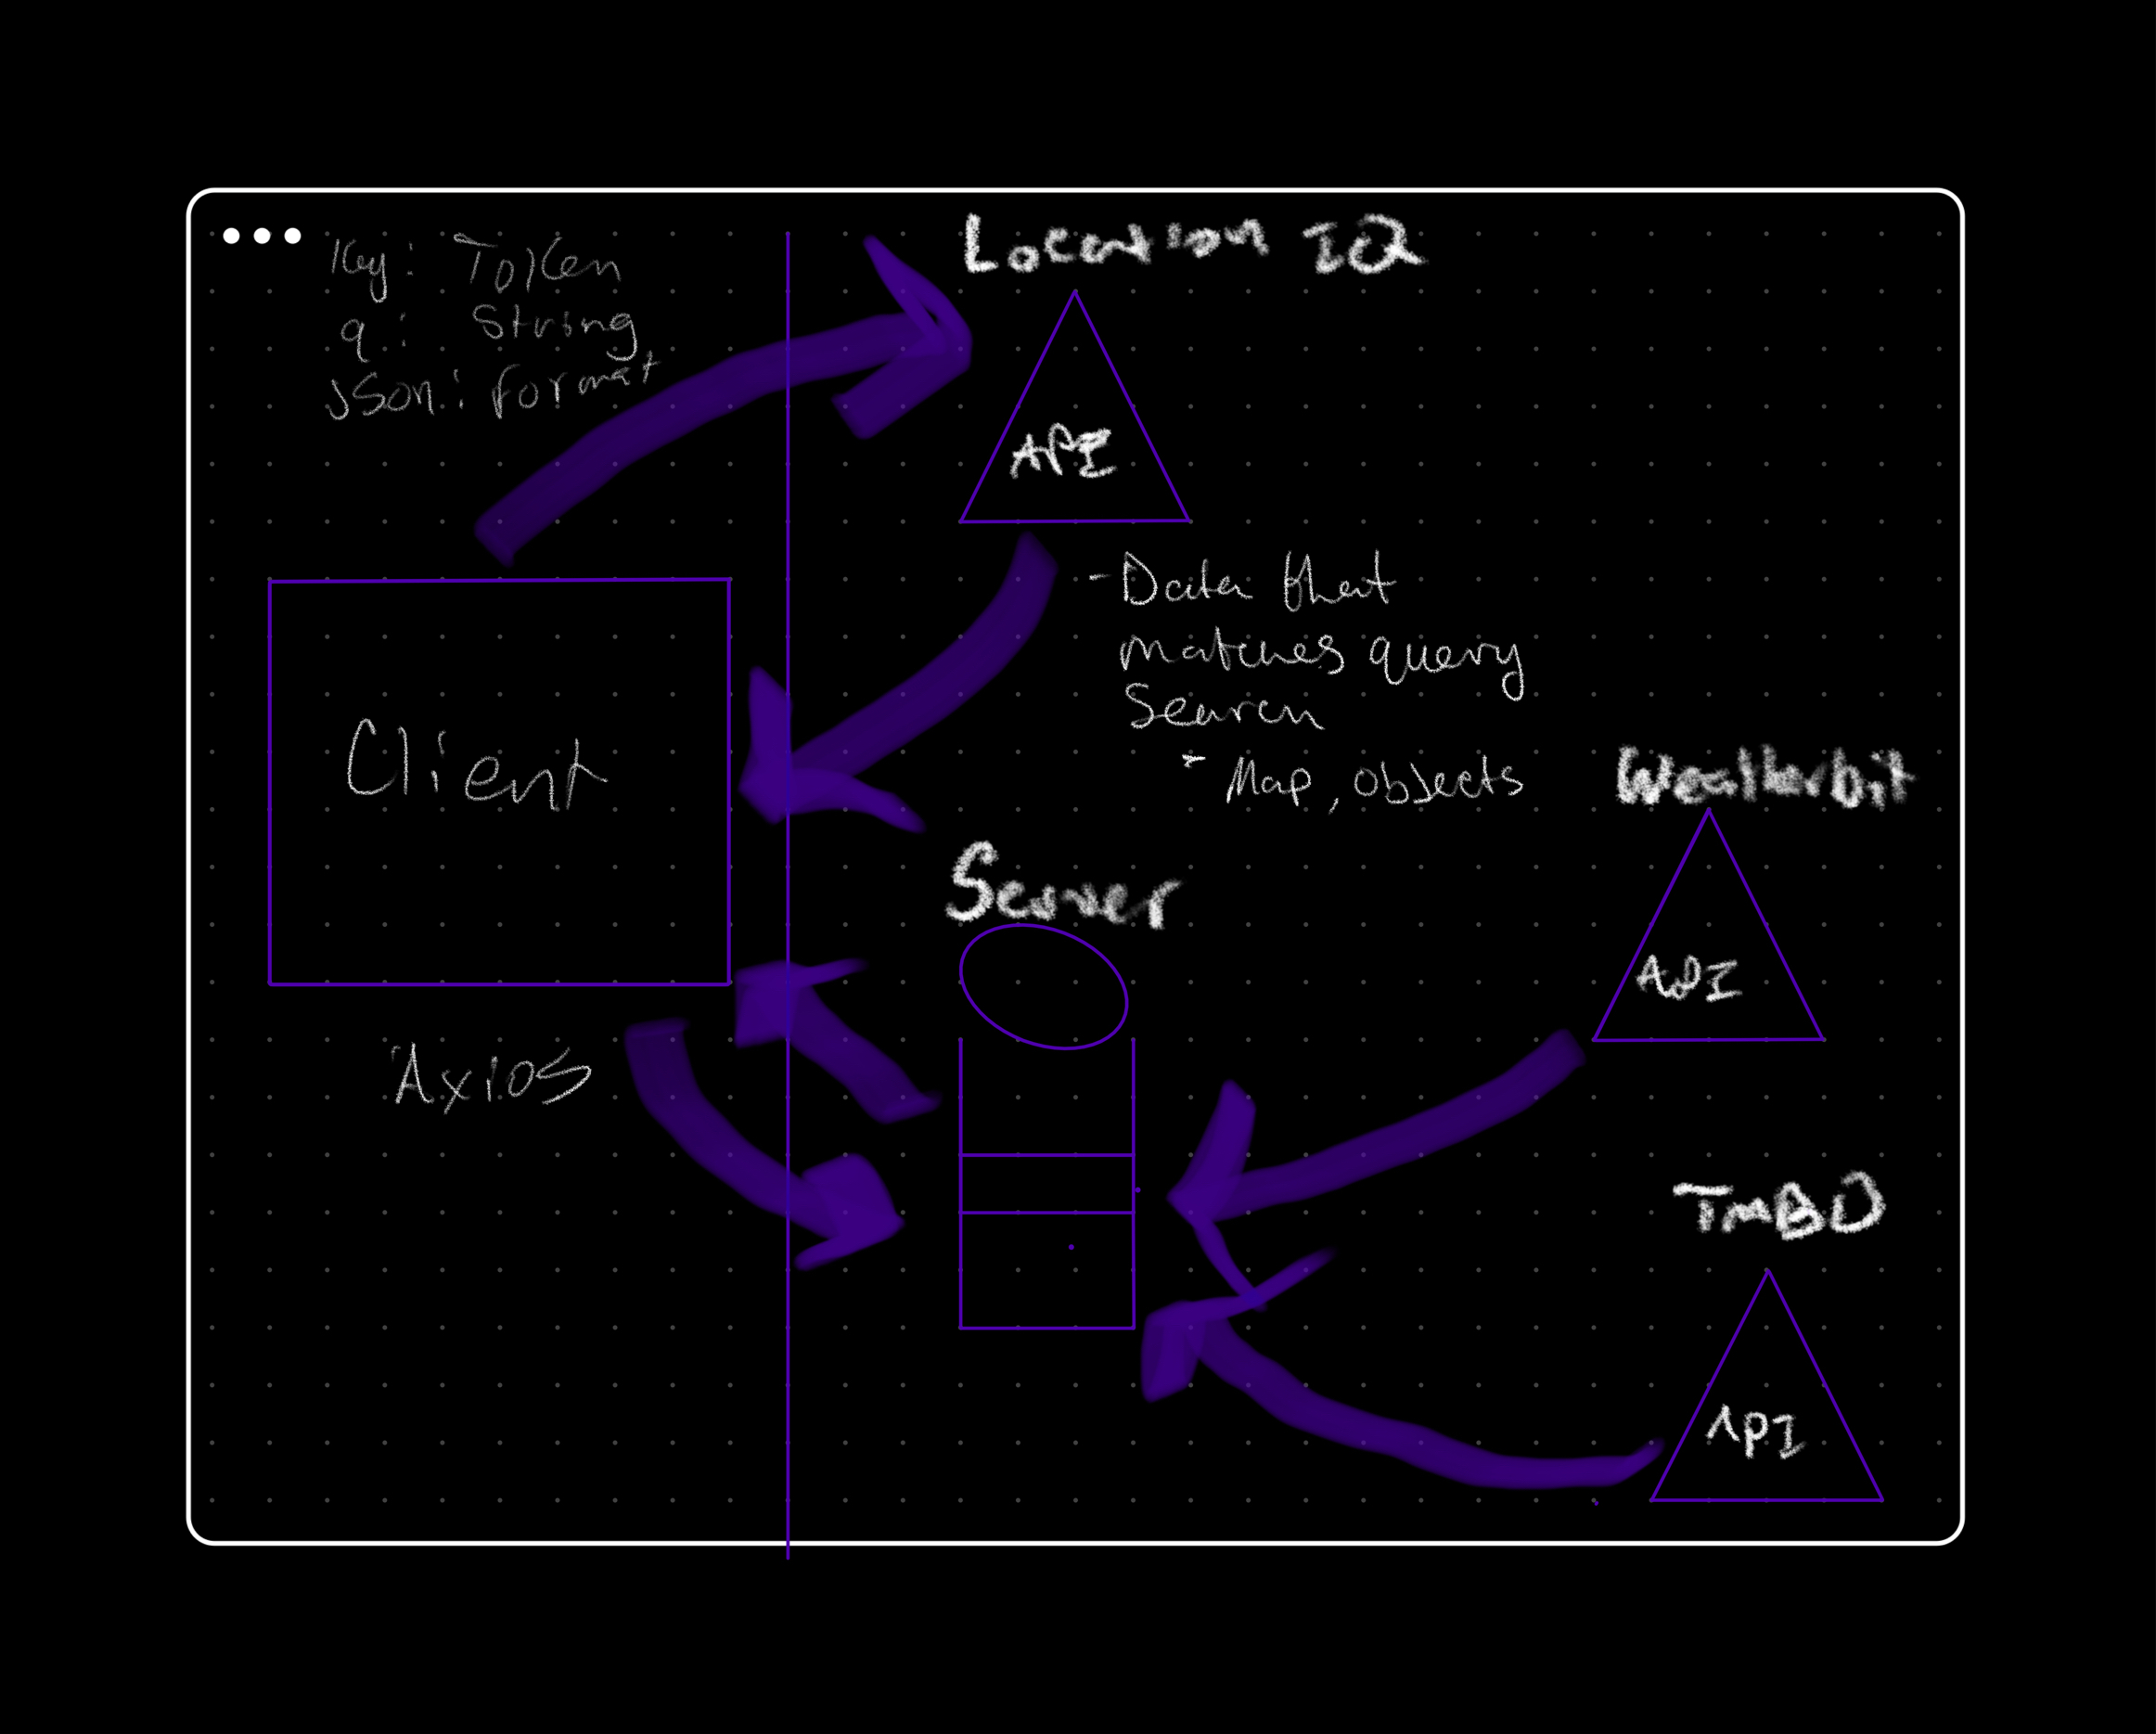 Key: Token
q: String
json: format
Location IQ
API
- Data that
matches query
Search
- Map, objects
Client
Server
Weatherbit
API
Axios
TMBD
API